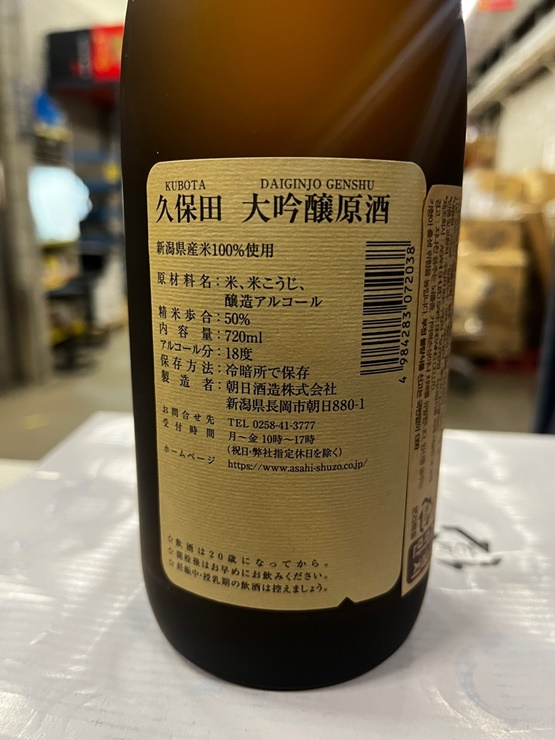 KUBOTA DAIGINJO GENSHU
久保田 大吟醸原酒
新潟県産米100%使用
原材料名：米、米こうじ、
醸造アルコール
精米歩合：50%
内容量：720ml
アルコール分：18度
保存方法：冷暗所で保存
製造者：朝日酒造株式会社
新潟県長岡市朝日880-1
お問合せ先 TEL 0258-41-3777
受付時間 月〜金 10時〜17時
（祝日・弊社指定休日を除く）
ホームページ https://www.asahi-shuzo.co.jp/
☆飲酒は20歳になってから。
☆開栓後はお早めにお飲みください。
☆妊娠中・授乳期の飲酒は控えましょう。
4 984283 072038